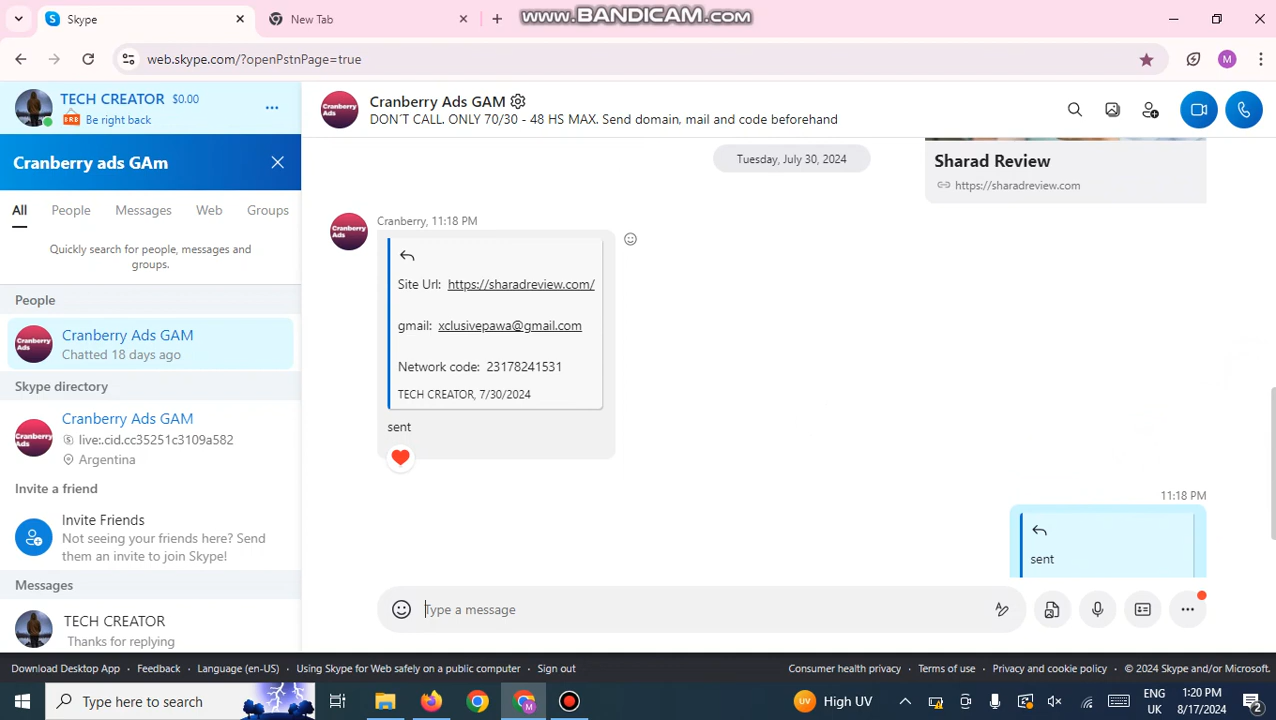 Skype
New Tab
www.BANDICAM.com
web.skype.com/?openPstnPage=true
M
TECH CREATOR $0.00
Be right back
Cranberry Ads GAM
DON'T CALL. ONLY 70/30 - 48 HS MAX. Send domain, mail and code beforehand
Cranberry ads GAm
All People Messages Web Groups
Quickly search for people, messages and
groups.
People
Cranberry Ads GAM
Chatted 18 days ago
Skype directory
Cranberry Ads GAM
live:.cid.cc35251c3109a582
Argentina
Invite a friend
Invite Friends
Not seeing your friends here? Send
them an invite to join Skype!
Messages
TECH CREATOR
Thanks for replying
Tuesday, July 30, 2024
Sharad Review
https://sharadreview.com
Cranberry, 11:18 PM
Site Url: https://sharadreview.com/
gmail: xclusivepawa@gmail.com
Network code: 23178241531
TECH CREATOR, 7/30/2024
sent
11:18 PM
sent
Type a message
Download Desktop App Feedback Language (en-US) Using Skype for Web safely on a public computer Sign out
Consumer health privacy Terms of use Privacy and cookie policy © 2024 Skype and/or Microsoft.
Type here to search
UV High UV
ENG
UK
1:20 PM
8/17/2024
2